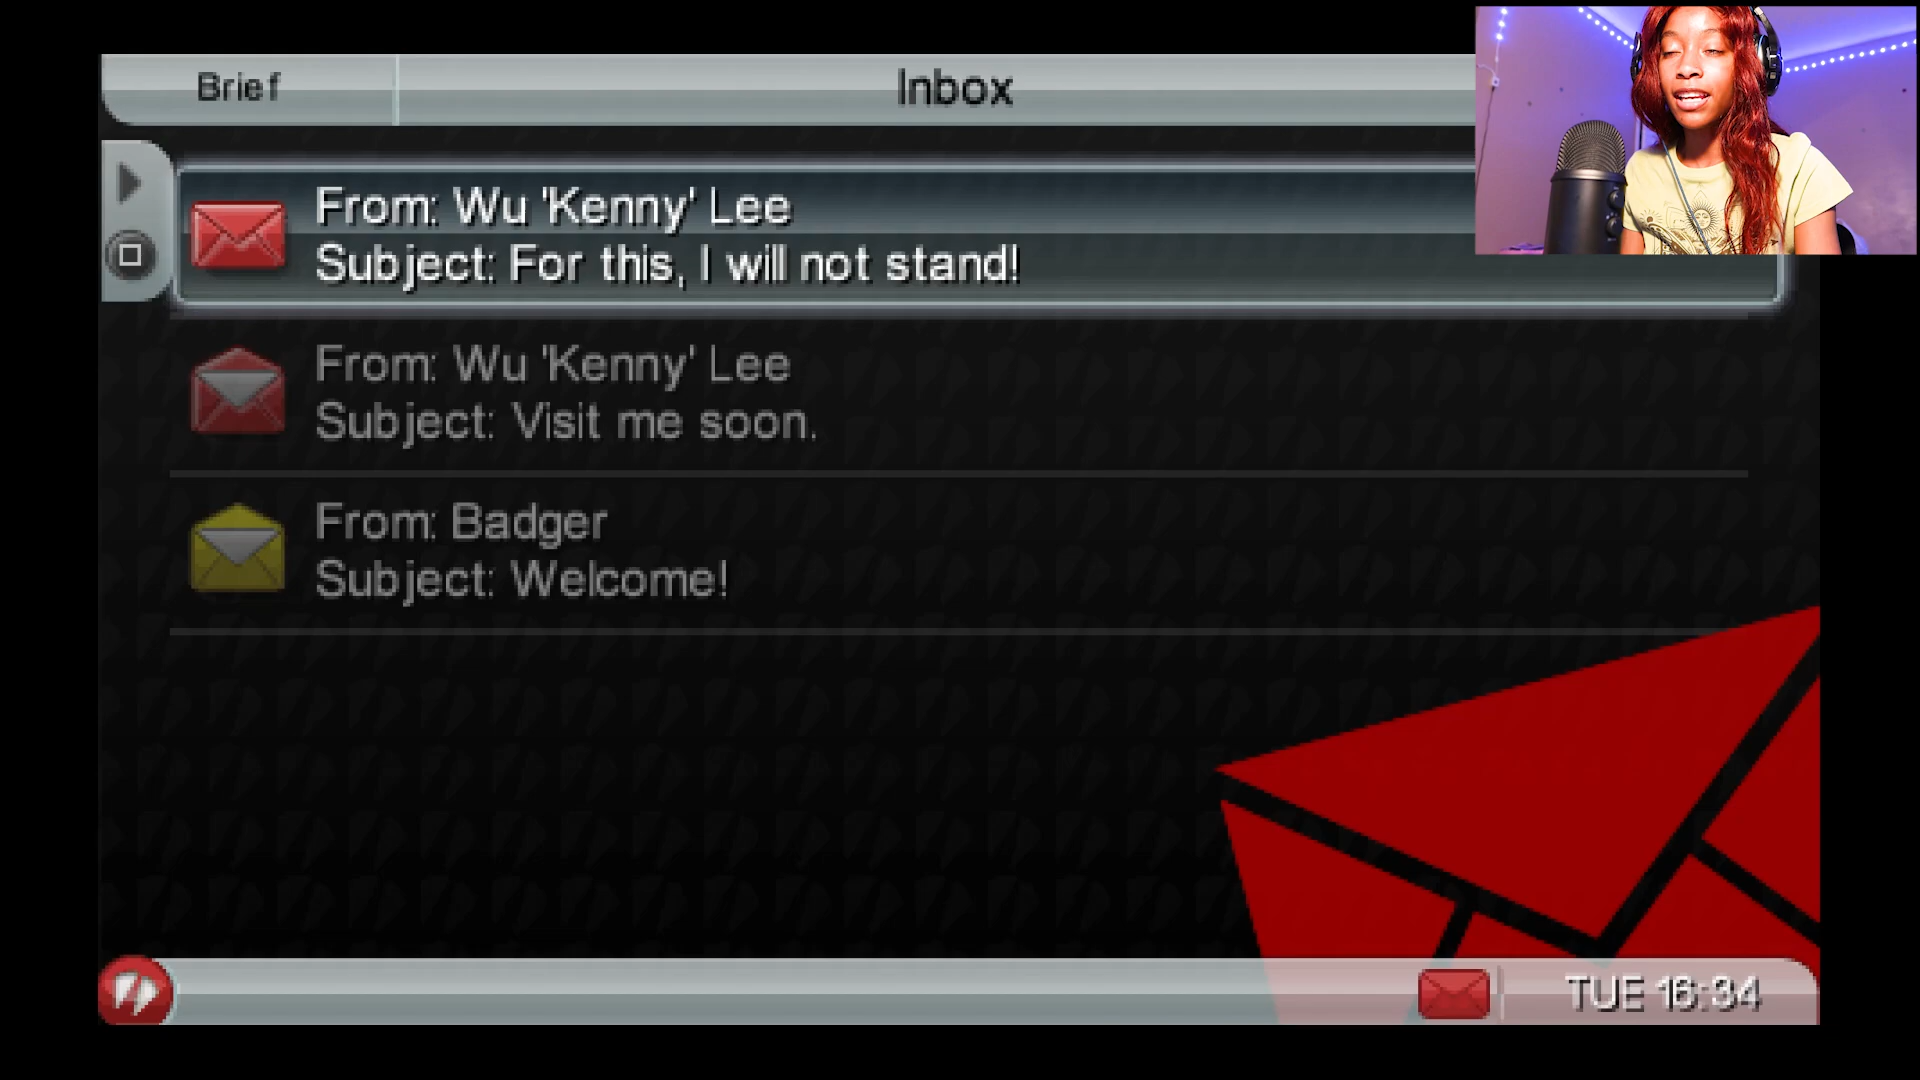 Brief
Inbox
From: Wu 'Kenny' Lee
Subject: For this, I will not stand!
From: Wu 'Kenny' Lee
Subject: Visit me soon.
From: Badger
Subject: Welcome!
TUE 16:34